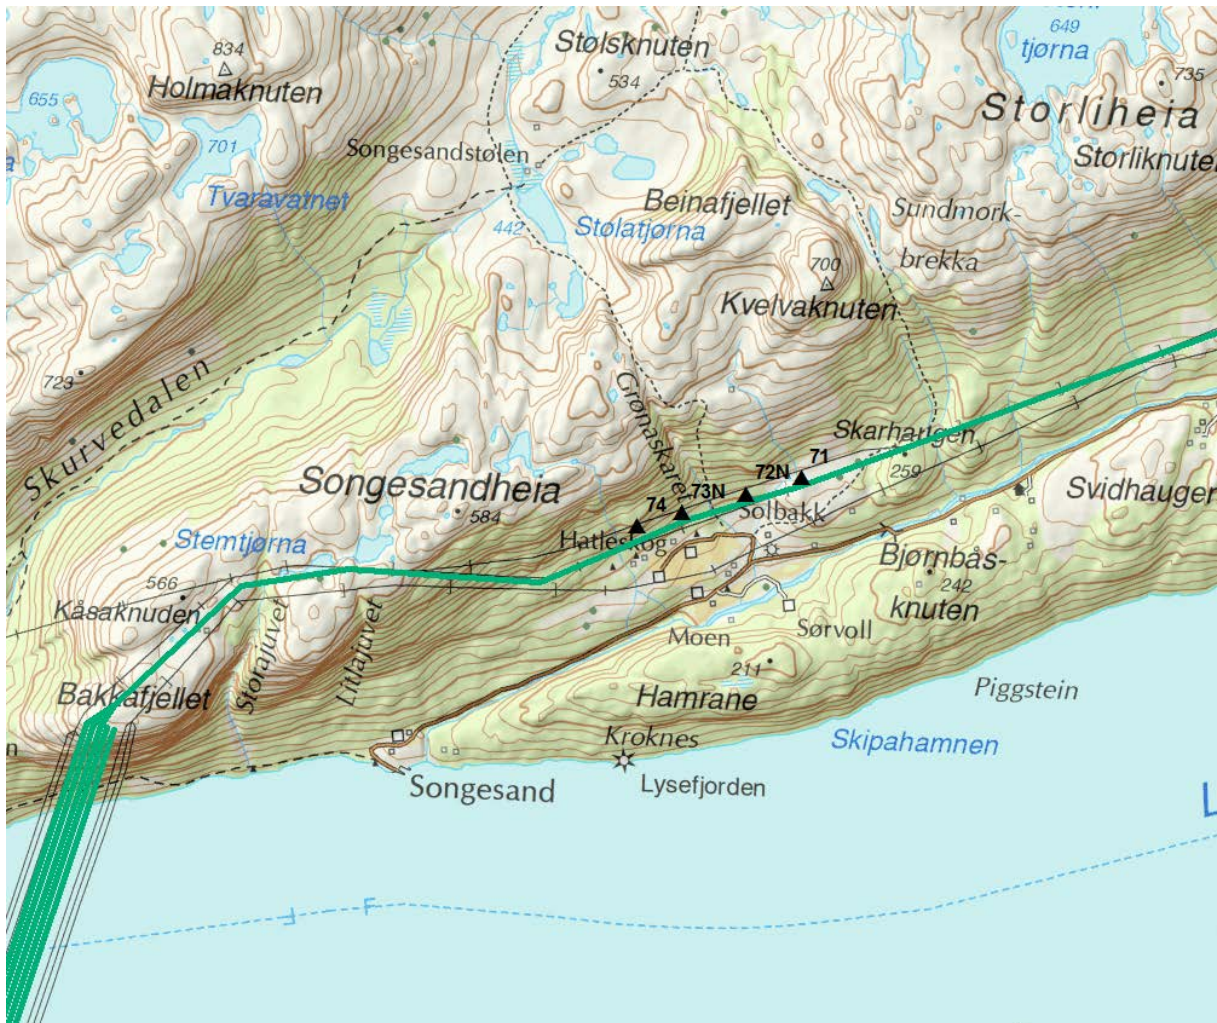 649
tjørna
834
Holmaknuten
Stølsknuten
534
735
655
701
Storliheia
Songesandstølen
Storliknuten
Tvaravatnet
Beinafjellet
Sundmork-
brekka
442
Stølatjørna
700
Kvelvaknuten
723
Skurvedalen
Grønaskaret
Skarhaugen
259
71
72N
73N
74
Songesandheia
584
Solbakk
Svidhaugen
Hatleskog
Stemtjørna
Bjørnbås-
242
knuten
566
Kåsaknuden
Storajuvet
Litlajuvet
Moen
Sørvoll
Bakkafjellet
211
Hamrane
Piggstein
Kroknes
Skipahamnen
Songesand
Lysefjorden
L